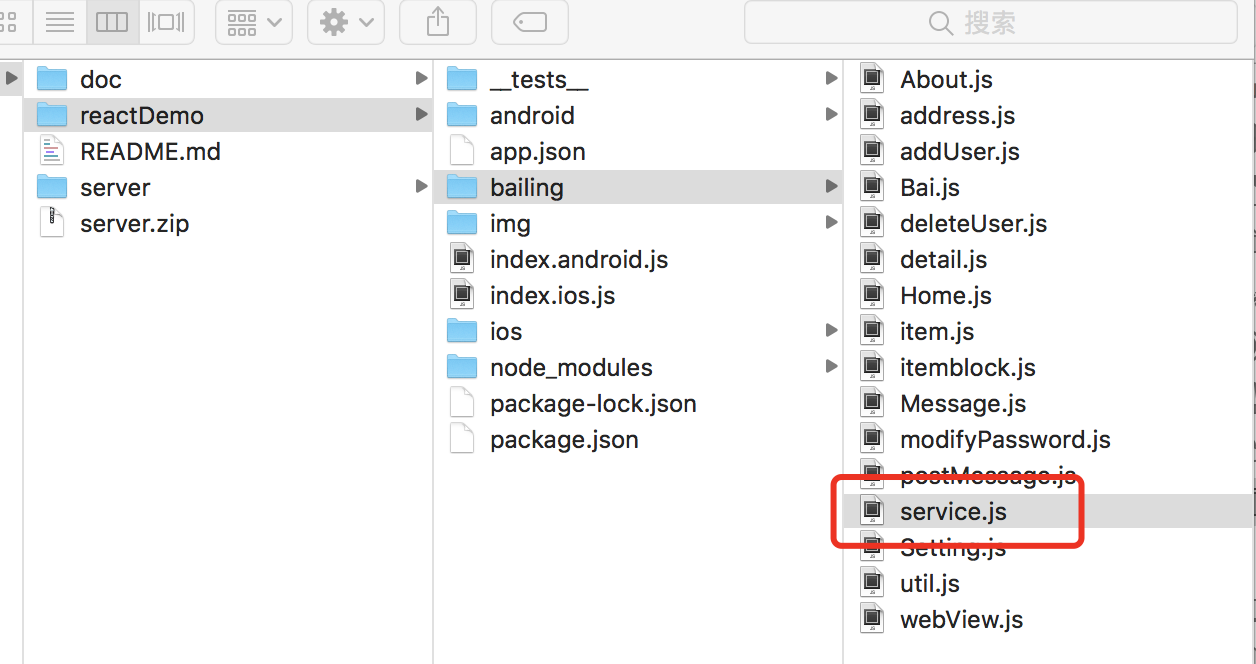 搜索
doc
reactDemo
README.md
server
server.zip
__tests__
android
app.json
bailing
img
index.android.js
index.ios.js
ios
node_modules
package-lock.json
package.json
About.js
address.js
addUser.js
Bai.js
deleteUser.js
detail.js
Home.js
item.js
itemblock.js
Message.js
modifyPassword.js
postMessage.js
service.js
Setting.js
util.js
webView.js